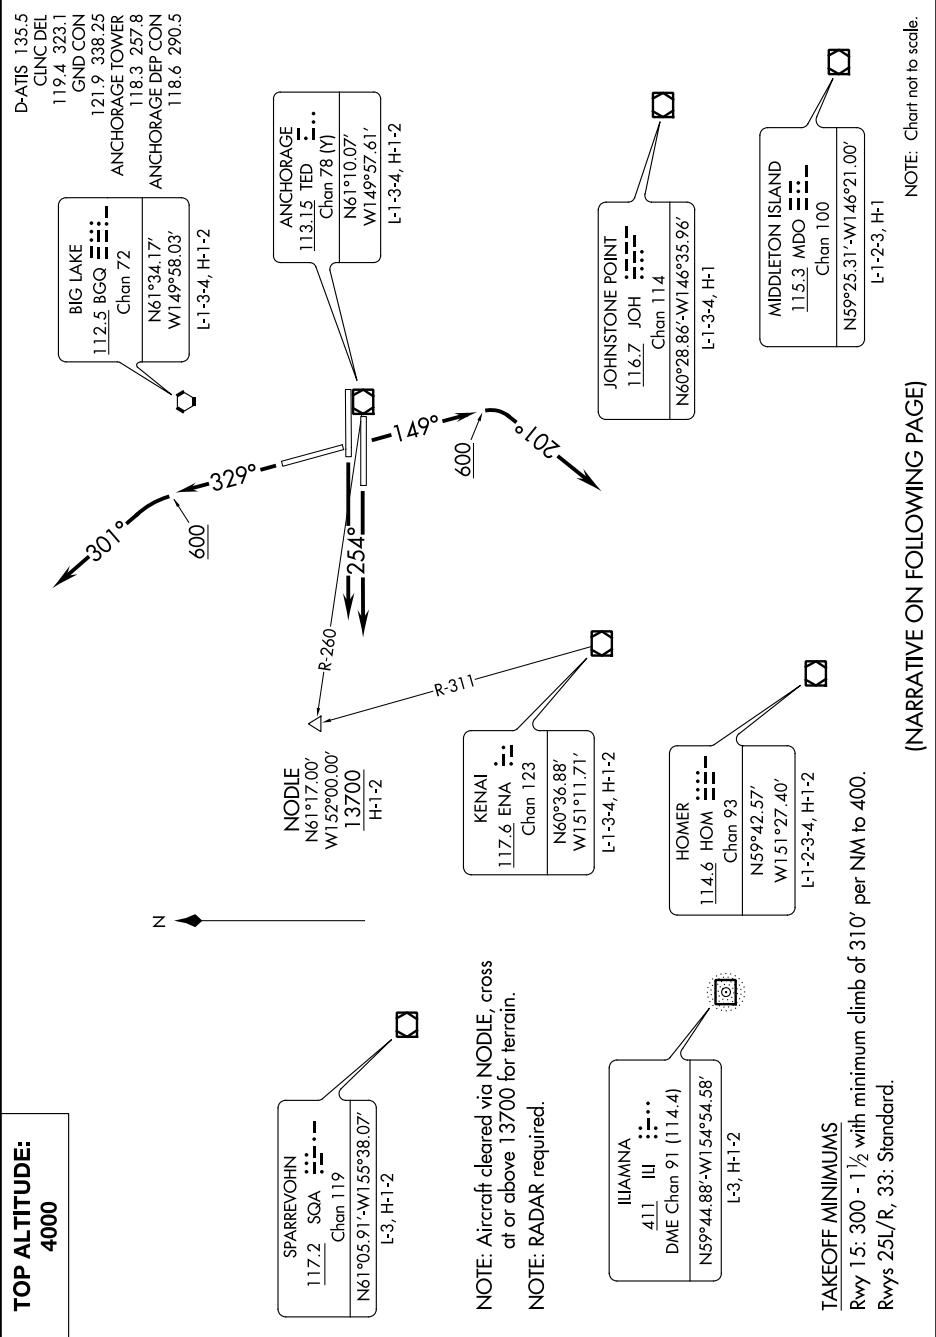 TOP ALTITUDE:
4000
D-ATIS 135.5
CLNC DEL
119.4 323.1
GND CON
121.9 338.25
ANCHORAGE TOWER
118.3 257.8
ANCHORAGE DEP CON
118.6 290.5
BIG LAKE
112.5 BGQ
Chan 72
N61°34.17'
W149°58.03'
L-1-3-4, H-1-2
ANCHORAGE
113.15 TED
Chan 78 (Y)
N61°10.07'
W149°57.61'
L-1-3-4, H-1-2
301°
600
329°
254°
149°
600
201°
R-260
R-311
N
NODLE
N61°17.00'
W152°00.00'
13700
H-1-2
SPARREVOHN
117.2 SQA
Chan 119
N61°05.91'-W155°38.07'
L-3, H-1-2
KENAI
117.6 ENA
Chan 123
N60°36.88'
W151°11.71'
L-1-3-4, H-1-2
JOHNSTONE POINT
116.7 JOH
Chan 114
N60°28.86'-W146°35.96'
L-1-3-4, H-1
NOTE: Aircraft cleared via NODLE, cross
at or above 13700 for terrain.
NOTE: RADAR required.
ILIAMNA
411 ILI
DME Chan 91 (114.4)
N59°44.88'-W154°54.58'
L-3, H-1-2
HOMER
114.6 HOM
Chan 93
N59°42.57'
W151°27.40'
L-1-2-3-4, H-1-2
MIDDLETON ISLAND
115.3 MDO
Chan 100
N59°25.31'-W146°21.00'
L-1-2-3, H-1
TAKEOFF MINIMUMS
Rwy 15: 300 - 1½ with minimum climb of 310' per NM to 400.
Rwys 25L/R, 33: Standard.
(NARRATIVE ON FOLLOWING PAGE)
NOTE: Chart not to scale.